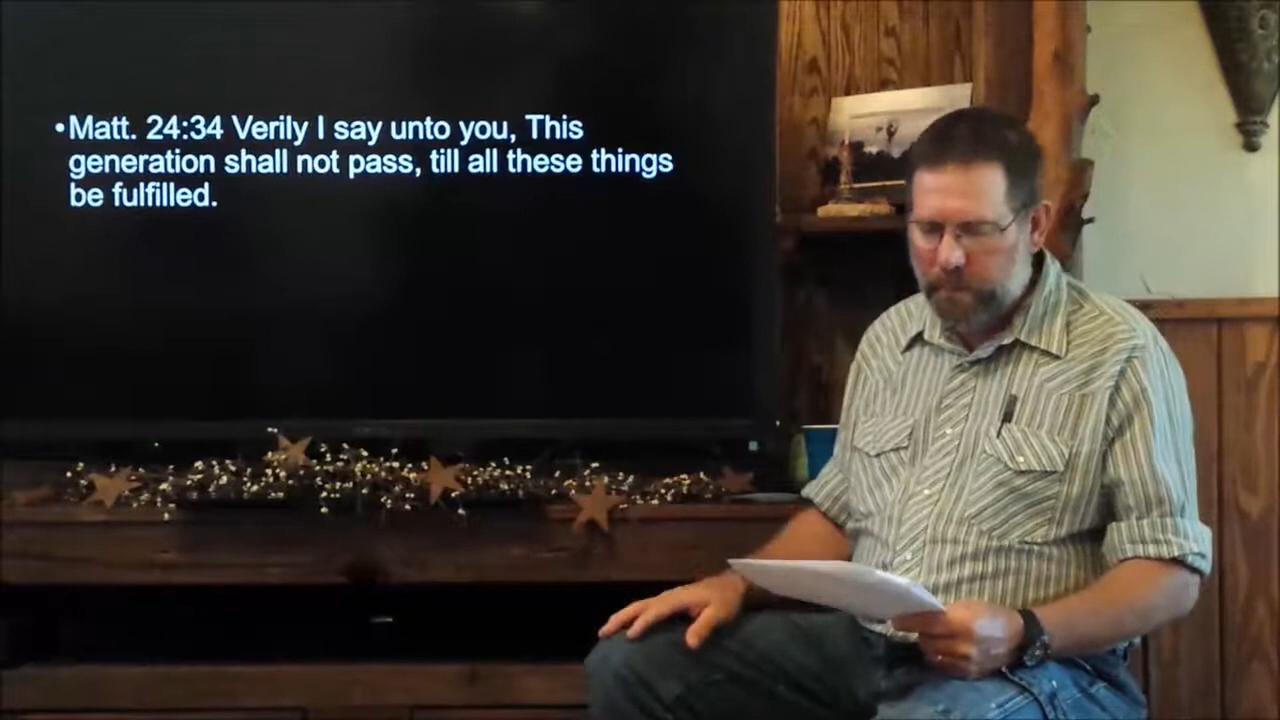 •Matt. 24:34 Verily I say unto you, This
generation shall not pass, till all these things
be fulfilled.